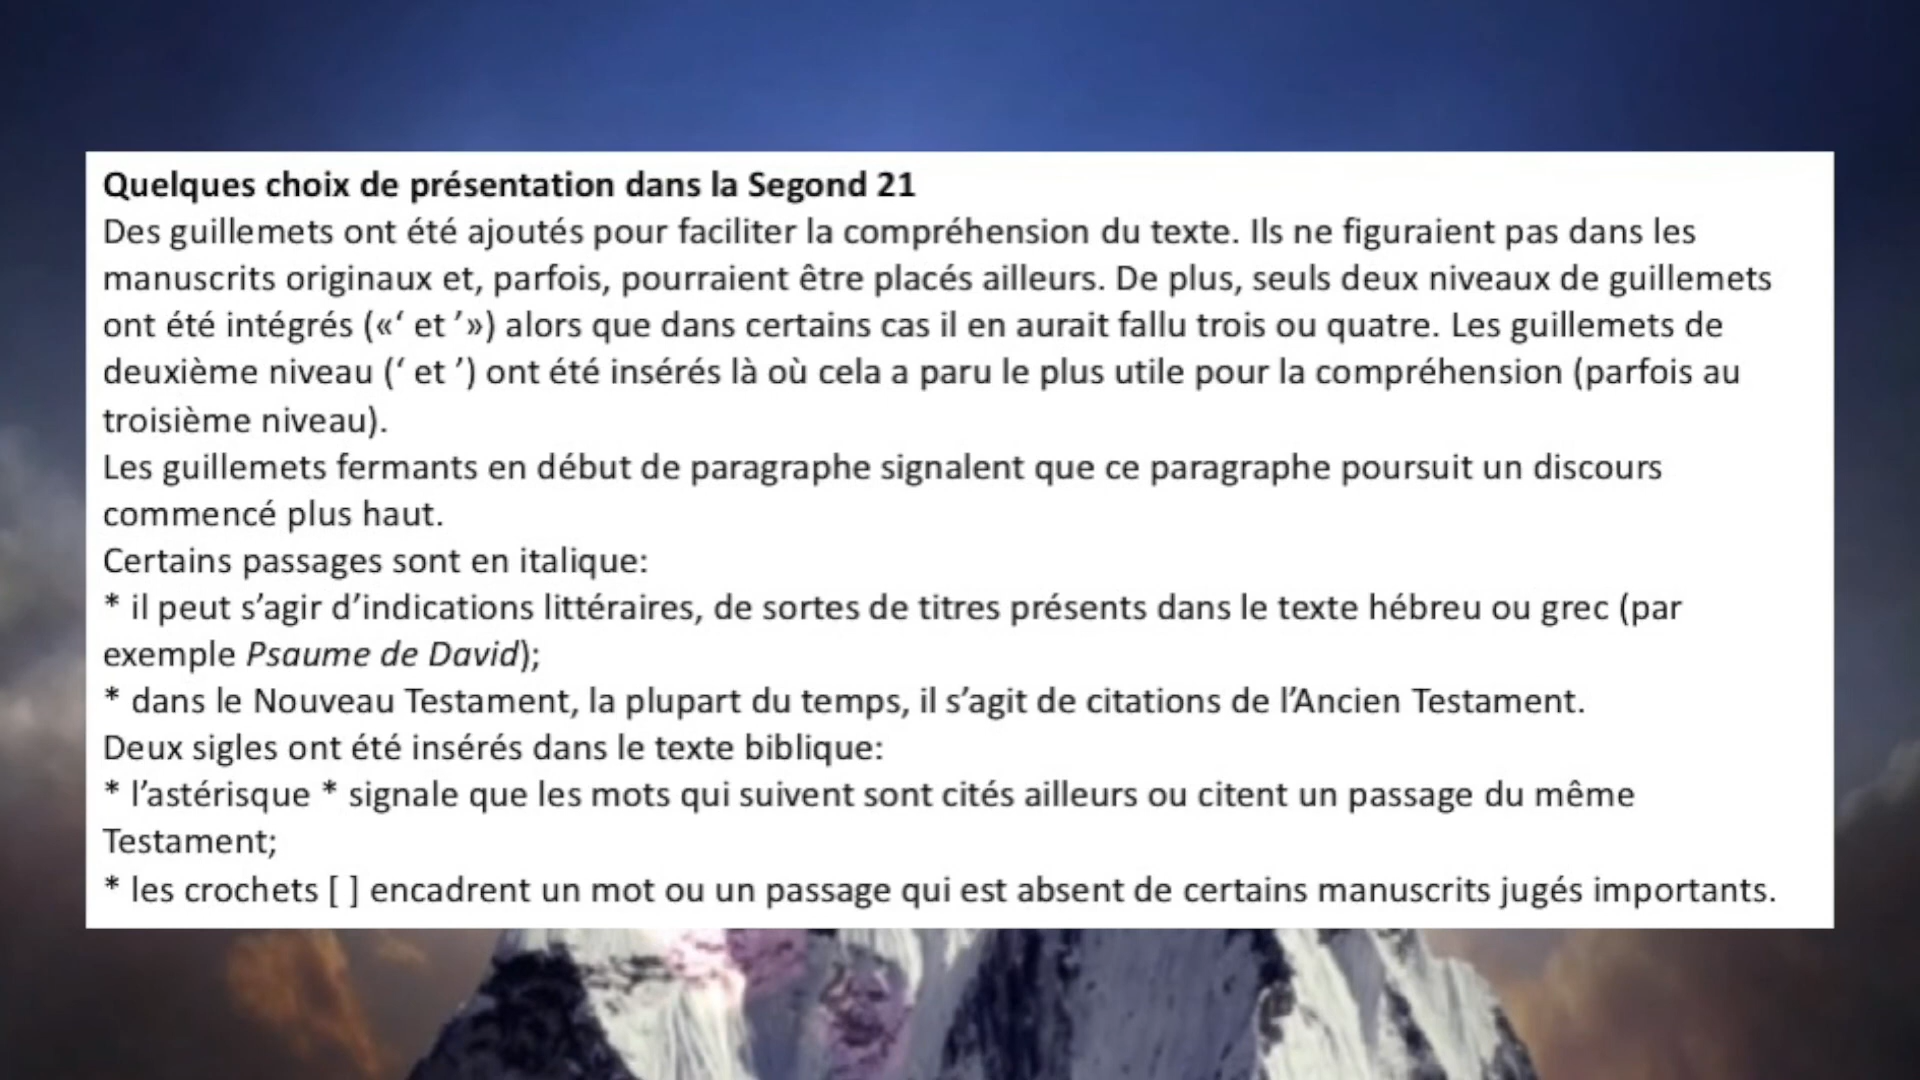 Quelques choix de présentation dans la Segond 21
Des guillemets ont été ajoutés pour faciliter la compréhension du texte. Ils ne figuraient pas dans les
manuscrits originaux et, parfois, pourraient être placés ailleurs. De plus, seuls deux niveaux de guillemets
ont été intégrés («‘ et ’») alors que dans certains cas il en aurait fallu trois ou quatre. Les guillemets de
deuxième niveau (‘ et ’) ont été insérés là où cela a paru le plus utile pour la compréhension (parfois au
troisième niveau).
Les guillemets fermants en début de paragraphe signalent que ce paragraphe poursuit un discours
commencé plus haut.
Certains passages sont en italique:
* il peut s’agir d’indications littéraires, de sortes de titres présents dans le texte hébreu ou grec (par
exemple Psaume de David);
* dans le Nouveau Testament, la plupart du temps, il s’agit de citations de l’Ancien Testament.
Deux sigles ont été insérés dans le texte biblique:
* l’astérisque * signale que les mots qui suivent sont cités ailleurs ou citent un passage du même
Testament;
* les crochets [ ] encadrent un mot ou un passage qui est absent de certains manuscrits jugés importants.